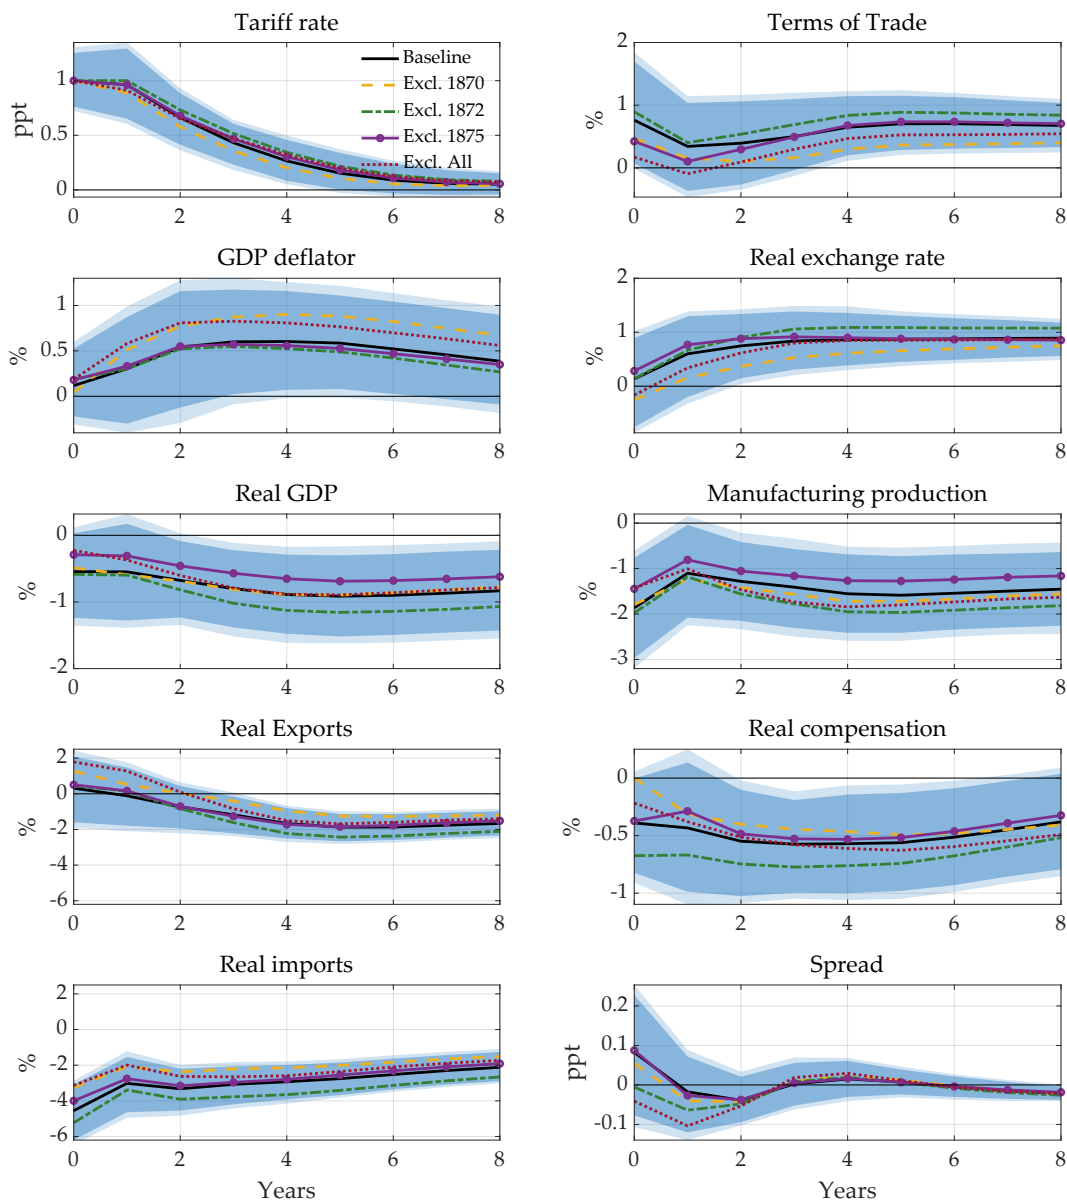 Tariff rate
ppt
1
0.5
0
Baseline
Excl. 1870
Excl. 1872
Excl. 1875
Excl. All
0 2 4 6 8
Terms of Trade
%
2
1
0
0 2 4 6 8
GDP deflator
%
1
0.5
0
0 2 4 6 8
Real exchange rate
%
2
1
0
0 2 4 6 8
Real GDP
%
0
-1
-2
0 2 4 6 8
Manufacturing production
%
0
-1
-2
-3
0 2 4 6 8
Real Exports
%
2
0
-2
-4
-6
0 2 4 6 8
Real compensation
%
0
-0.5
-1
0 2 4 6 8
Real imports
%
2
0
-2
-4
-6
0 2 4 6 8
Years
Spread
ppt
0.2
0.1
0
-0.1
0 2 4 6 8
Years